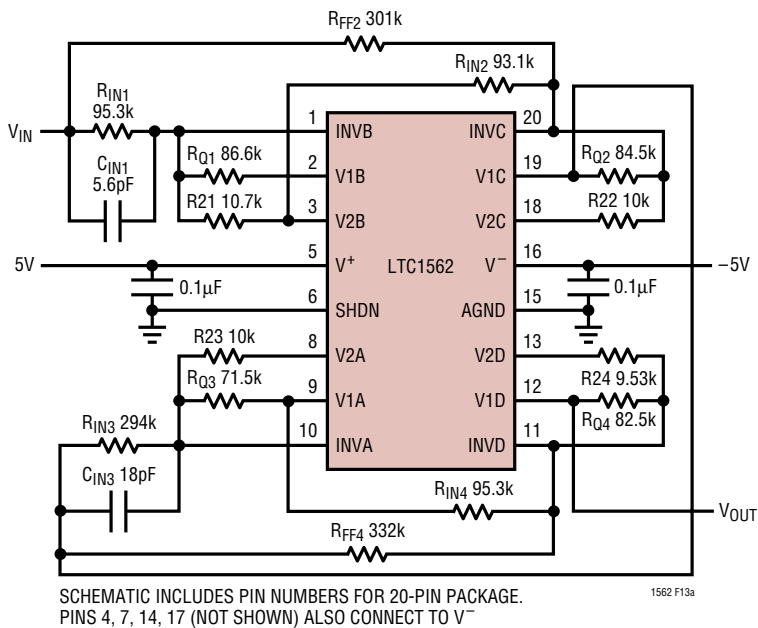 RFF2 301k
RIN2 93.1k
RIN1
95.3k
VIN
CIN1
5.6pF
RQ1 86.6k
R21 10.7k
1
2
3
5
6
8
9
10
INVB
V1B
V2B
V+
SHDN
V2A
V1A
INVA
LTC1562
INVC
V1C
V2C
V−
AGND
V2D
V1D
INVD
20
19
18
16
15
13
12
11
RQ2 84.5k
R22 10k
5V
0.1µF
−5V
0.1µF
R23 10k
RQ3 71.5k
RIN3 294k
CIN3 18pF
R24 9.53k
RQ4 82.5k
RIN4 95.3k
RFF4 332k
VOUT
SCHEMATIC INCLUDES PIN NUMBERS FOR 20-PIN PACKAGE.
PINS 4, 7, 14, 17 (NOT SHOWN) ALSO CONNECT TO V−
1562 F13a